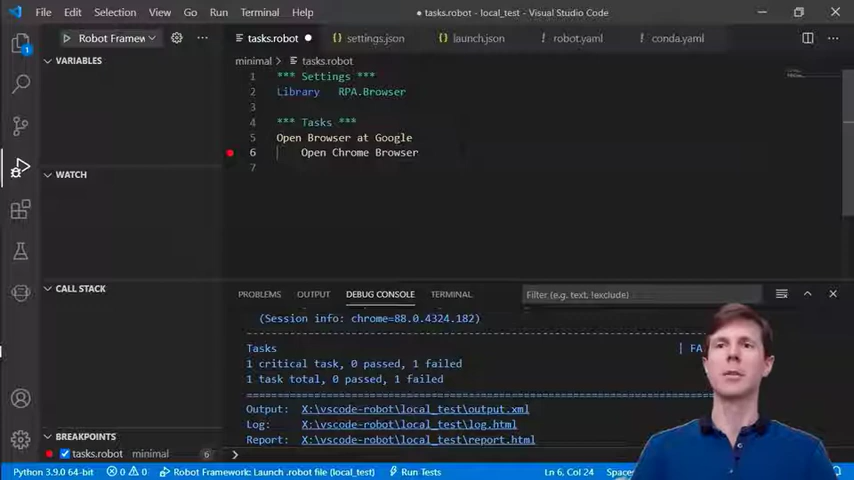 File Edit Selection View Go Run Terminal Help
tasks.robot - local_test - Visual Studio Code
Robot Framew
tasks.robot settings.json launch.json robot.yaml conda.yaml
VARIABLES
minimal > tasks.robot
1 *** Settings ***
2 Library RPA.Browser
3
4 *** Tasks ***
5 Open Browser at Google
6 Open Chrome Browser
7
WATCH
CALL STACK
PROBLEMS OUTPUT DEBUG CONSOLE TERMINAL
Filter (e.g. text, !exclude)
(Session info: chrome=88.0.4324.182)
Tasks | FA
1 critical task, 0 passed, 1 failed
1 task total, 0 passed, 1 failed
Output: X:\vscode-robot\local_test\output.xml
Log: X:\vscode-robot\local_test\log.html
Report: X:\vscode-robot\local_test\report.html
BREAKPOINTS
tasks.robot minimal 6
Python 3.9.0 64-bit 0 0 Robot Framework: Launch .robot file (local_test) Run Tests Ln 6, Col 24 Spaces